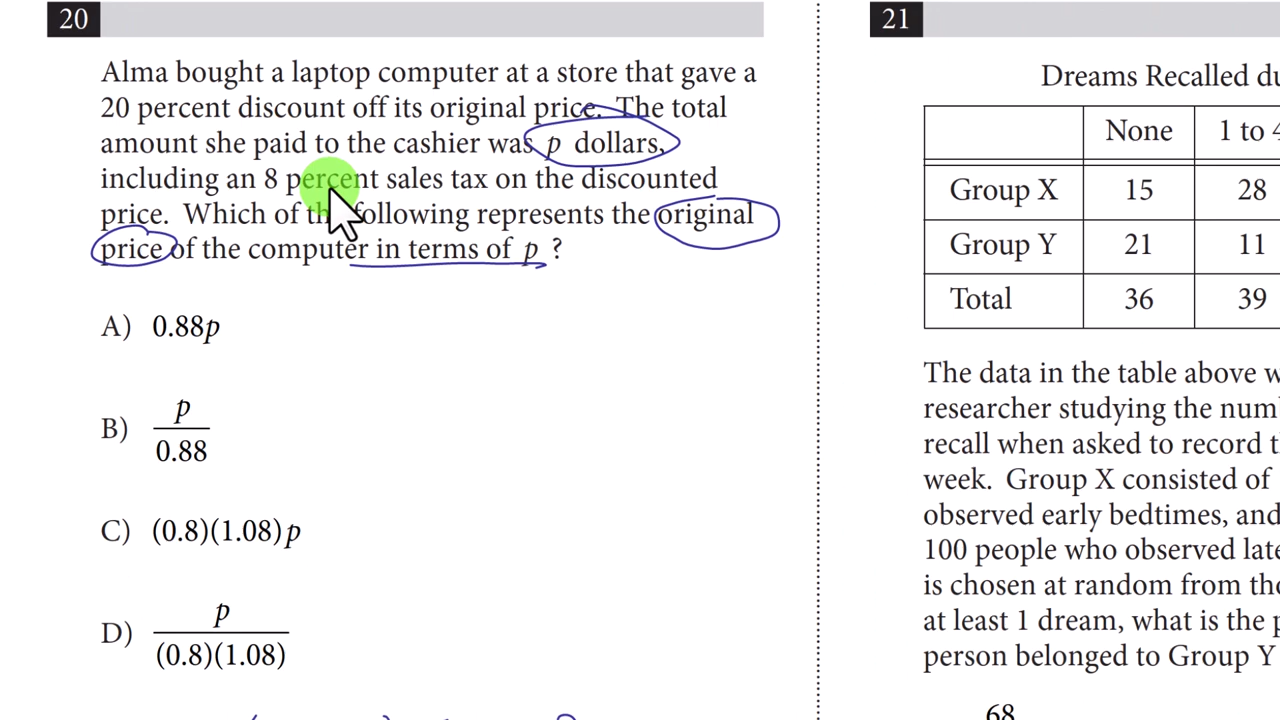 20
Alma bought a laptop computer at a store that gave a
20 percent discount off its original price. The total
amount she paid to the cashier was p dollars,
including an 8 percent sales tax on the discounted
price. Which of the following represents the original
price of the computer in terms of p ?
A) 0.88p
B) p
0.88
C) (0.8)(1.08)p
D) p
(0.8)(1.08)
21
Dreams Recalled du
None 1 to 4
Group X 15 28
Group Y 21 11
Total 36 39
The data in the table above w
researcher studying the num
recall when asked to record t
week. Group X consisted of
observed early bedtimes, and
100 people who observed late
is chosen at random from tho
at least 1 dream, what is the p
person belonged to Group Y
68